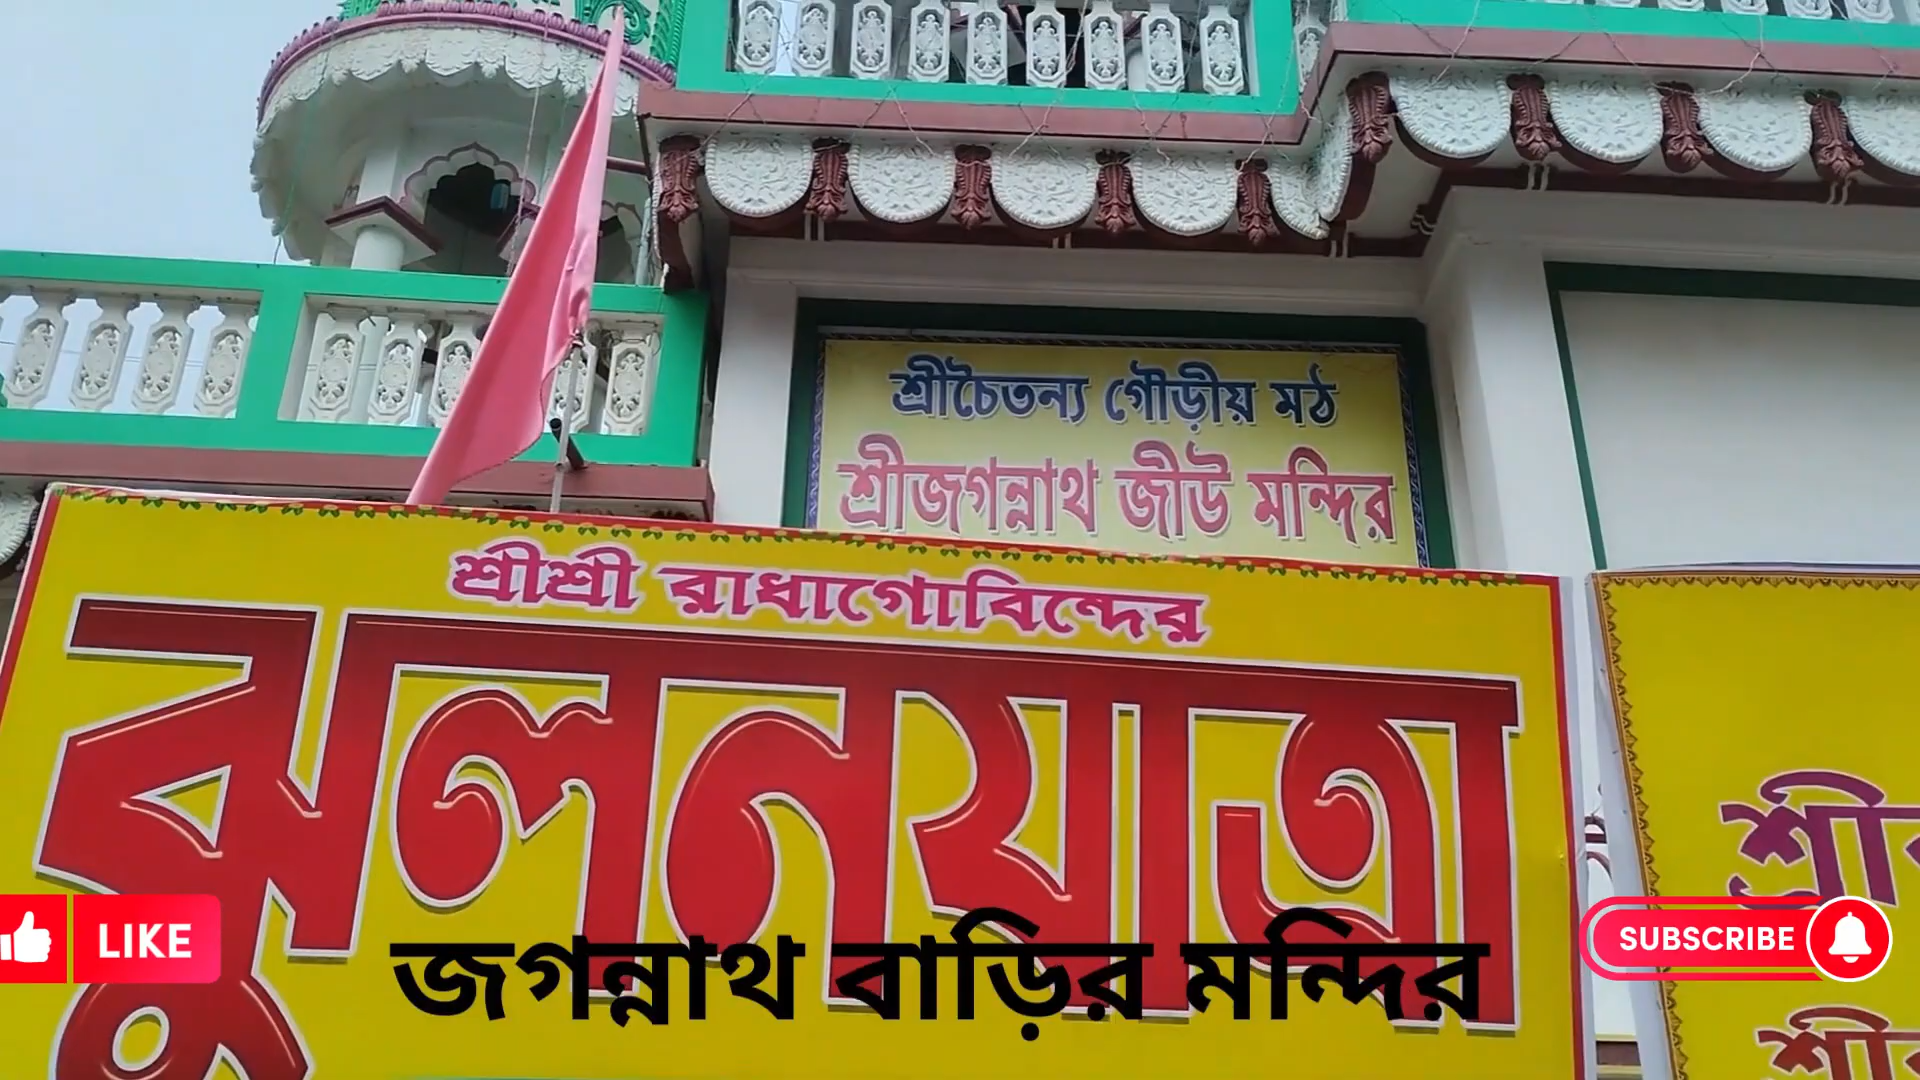 শ্রীচৈতন্য গৌড়ীয় মঠ
শ্রীজগন্নাথ জীউ মন্দির
শ্রীশ্রী রাধাগোবিন্দের
ঝুলনযাত্রা
LIKE
জগন্নাথ বাড়ির মন্দির
SUBSCRIBE